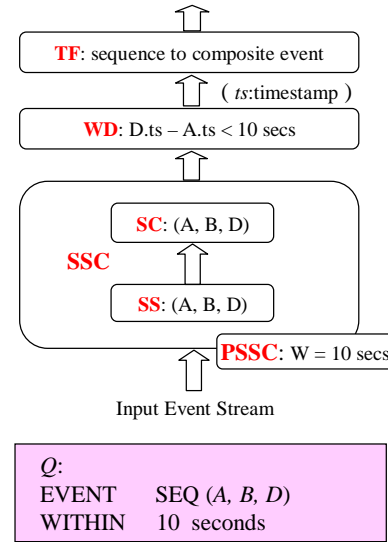 TF: sequence to composite event
( ts:timestamp )
WD: D.ts – A.ts < 10 secs
SC: (A, B, D)
SSC
SS: (A, B, D)
PSSC: W = 10 secs
Input Event Stream
Q:
EVENT SEQ (A, B, D)
WITHIN 10 seconds